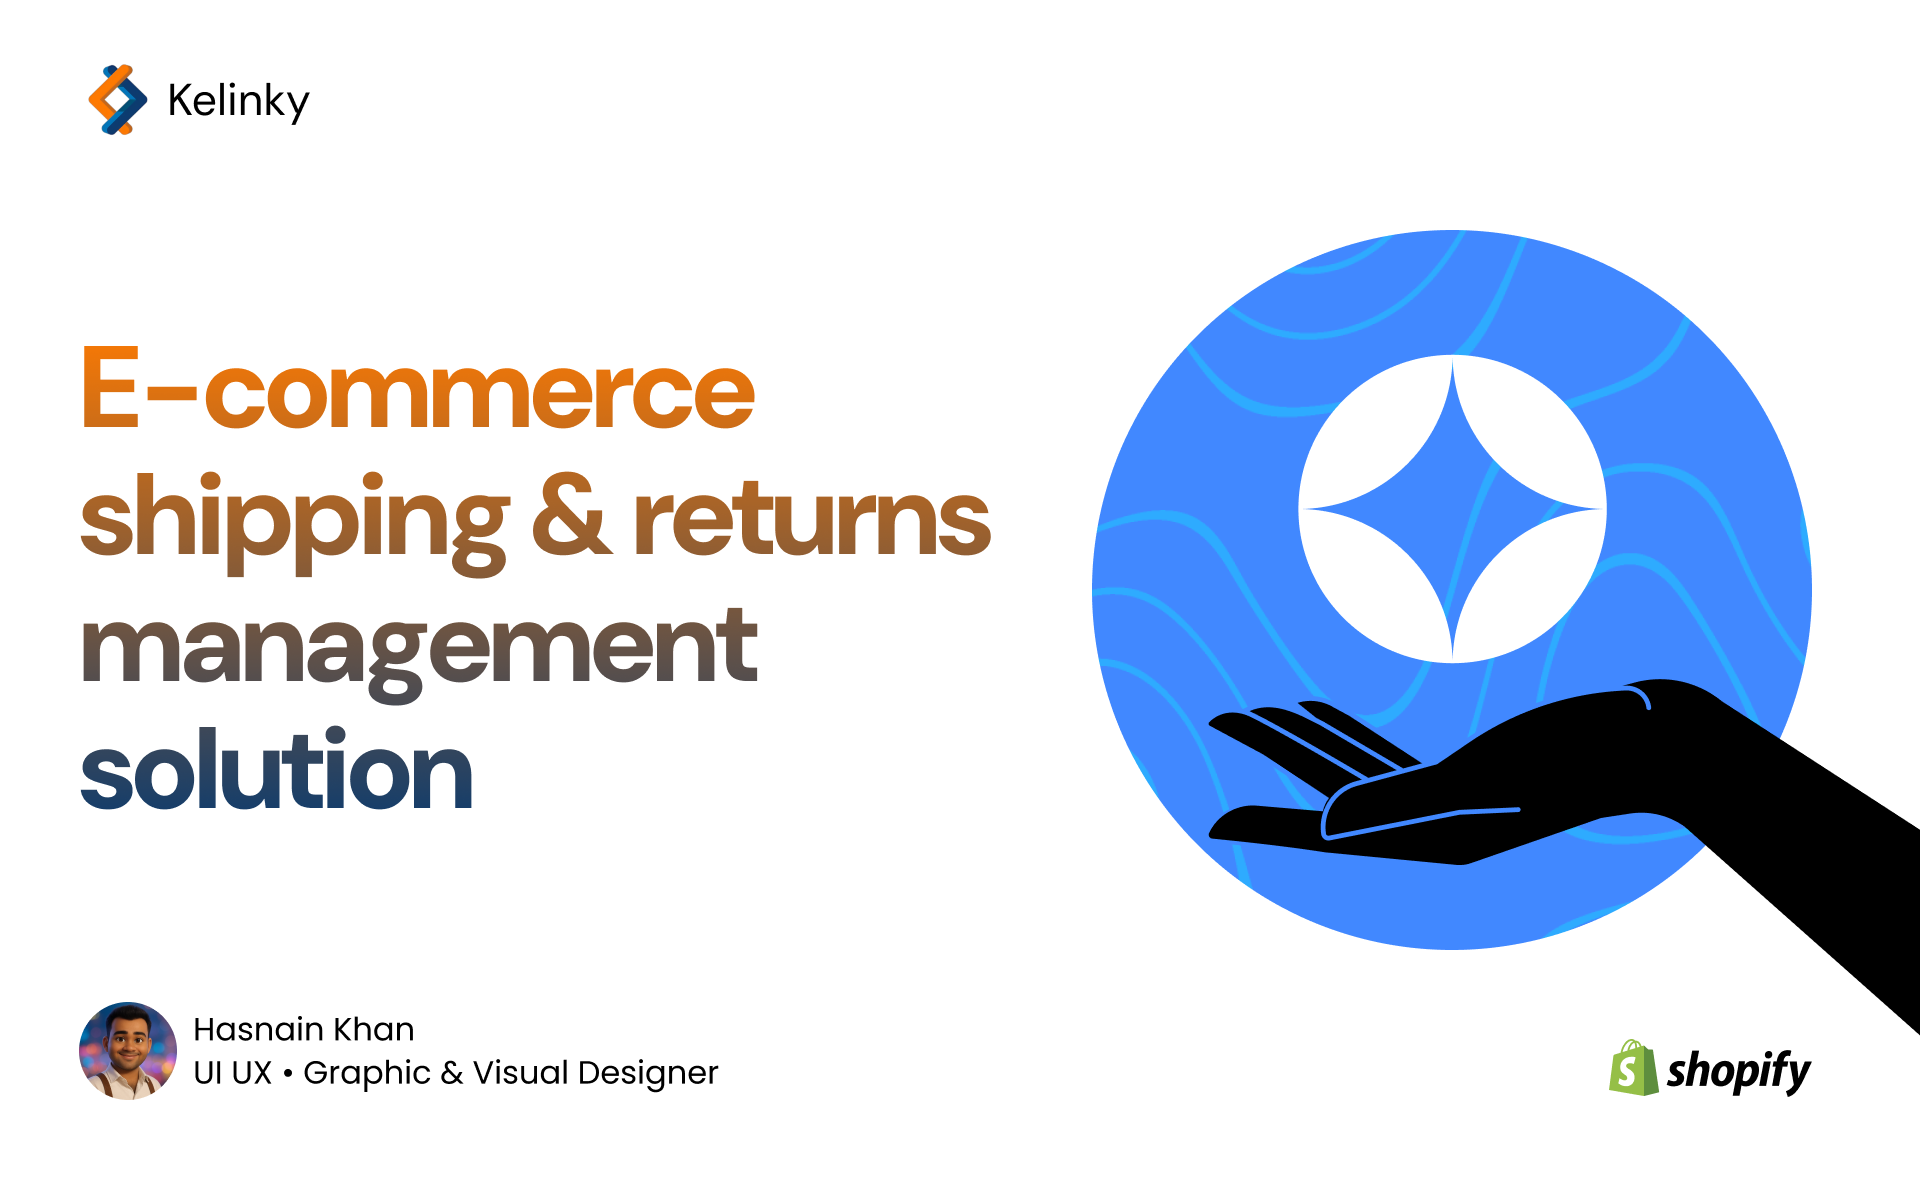 Kelinky
E-commerce
shipping & returns
management
solution
Hasnain Khan
UI UX • Graphic & Visual Designer
shopify